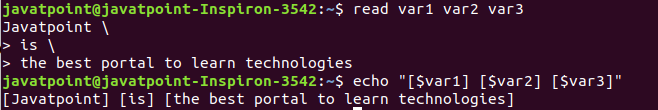 javatpoint@javatpoint-Inspiron-3542:~$ read var1 var2 var3
Javatpoint \
> is \
> the best portal to learn technologies
javatpoint@javatpoint-Inspiron-3542:~$ echo "[$var1] [$var2] [$var3]"
[Javatpoint] [is] [the best portal to learn technologies]